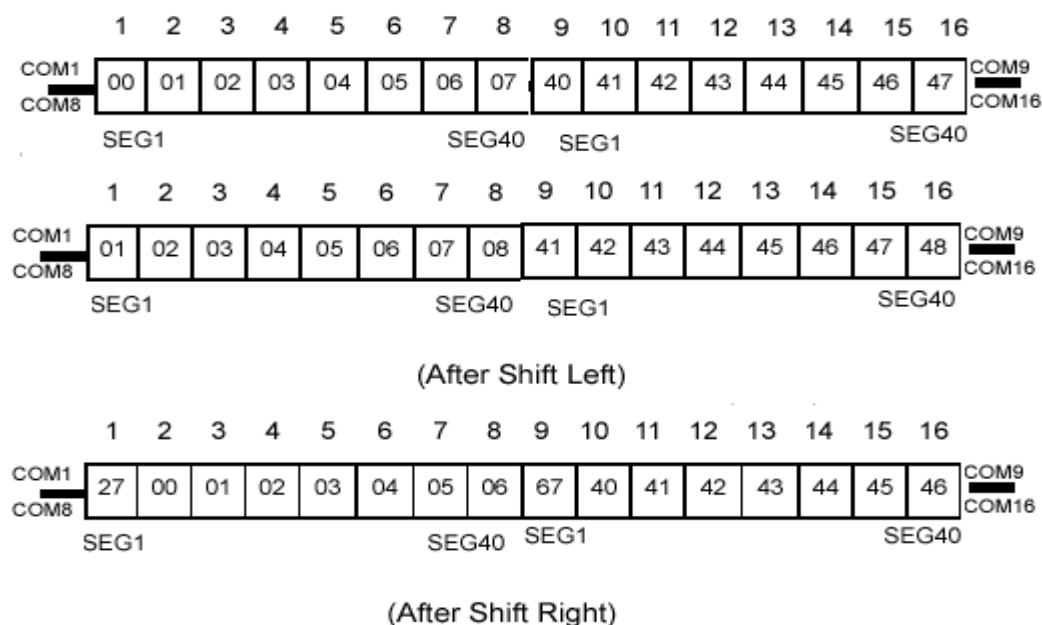 1 2 3 4 5 6 7 8 9 10 11 12 13 14 15 16
COM1 00 01 02 03 04 05 06 07 40 41 42 43 44 45 46 47 COM9
COM8 COM16
SEG1 SEG40 SEG1 SEG40
1 2 3 4 5 6 7 8 9 10 11 12 13 14 15 16
COM1 01 02 03 04 05 06 07 08 41 42 43 44 45 46 47 48 COM9
COM8 COM16
SEG1 SEG40 SEG1 SEG40
(After Shift Left)
1 2 3 4 5 6 7 8 9 10 11 12 13 14 15 16
COM1 27 00 01 02 03 04 05 06 67 40 41 42 43 44 45 46 COM9
COM8 COM16
SEG1 SEG40 SEG1 SEG40
(After Shift Right)